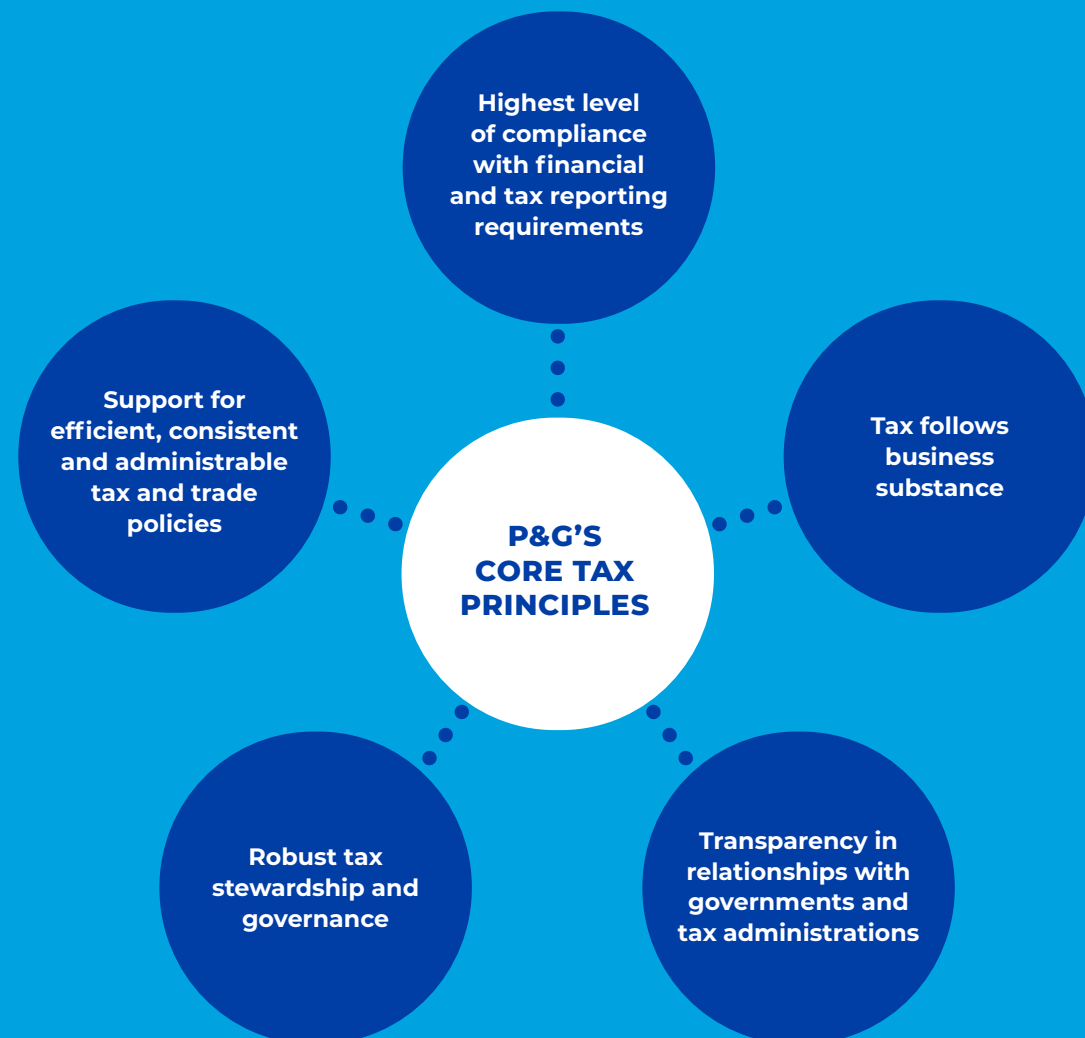 Highest level
of compliance
with financial
and tax reporting
requirements
Support for
efficient, consistent
and administrable
tax and trade
policies
Tax follows
business
substance
P&G’S
CORE TAX
PRINCIPLES
Robust tax
stewardship and
governance
Transparency in
relationships with
governments and
tax administrations